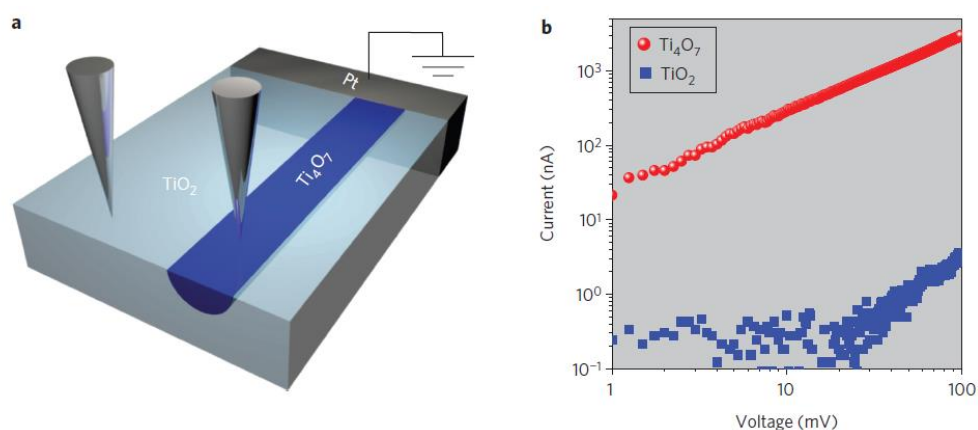 a
Pt
TiO₂
Ti₄O₇
b
Ti₄O₇
TiO₂
Current (nA)
10³
10²
10¹
10⁰
10⁻¹
1
10
100
Voltage (mV)